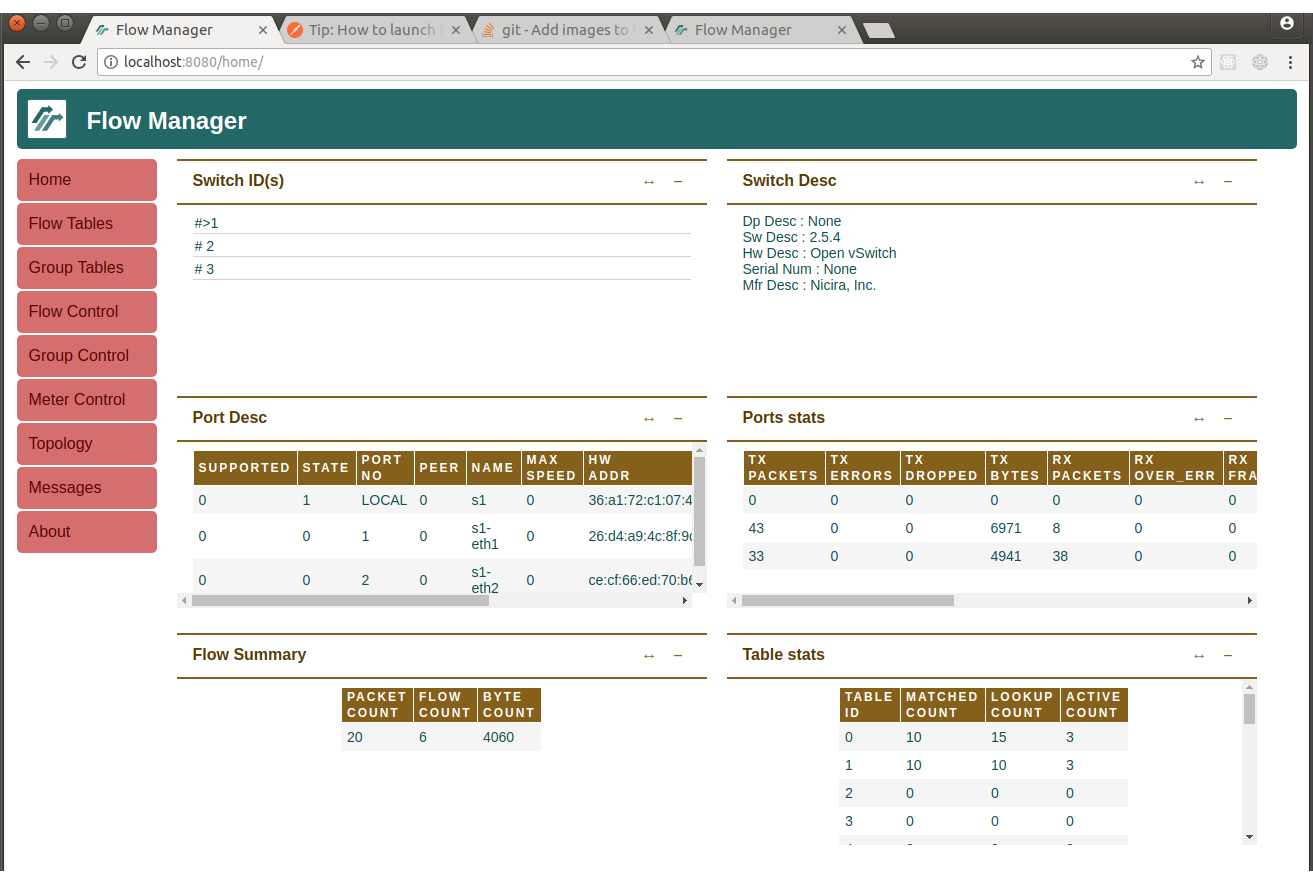 Flow Manager
Tip: How to launch
git - Add images to
Flow Manager
localhost:8080/home/
Flow Manager
Home
Flow Tables
Group Tables
Flow Control
Group Control
Meter Control
Topology
Messages
About
Switch ID(s) ↔ −
#>1
# 2
# 3
Switch Desc ↔ −
Dp Desc : None
Sw Desc : 2.5.4
Hw Desc : Open vSwitch
Serial Num : None
Mfr Desc : Nicira, Inc.
Port Desc ↔ −
SUPPORTED STATE PORT NO PEER NAME MAX SPEED HW ADDR
0 1 LOCAL 0 s1 0 36:a1:72:c1:07:4
0 0 1 0 s1-eth1 0 26:d4:a9:4c:8f:9
0 0 2 0 s1-eth2 0 ce:cf:66:ed:70:b
Ports stats ↔ −
TX PACKETS TX ERRORS TX DROPPED TX BYTES RX PACKETS RX OVER_ERR RX FRA
0 0 0 0 0 0 0
43 0 0 6971 8 0 0
33 0 0 4941 38 0 0
Flow Summary ↔ −
PACKET COUNT FLOW COUNT BYTE COUNT
20 6 4060
Table stats ↔ −
TABLE ID MATCHED COUNT LOOKUP COUNT ACTIVE COUNT
0 10 15 3
1 10 10 3
2 0 0 0
3 0 0 0